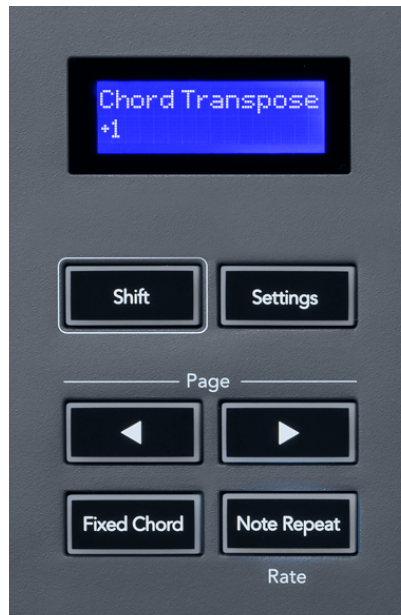 Chord Transpose
+1
Shift
Settings
Page
Fixed Chord
Note Repeat
Rate